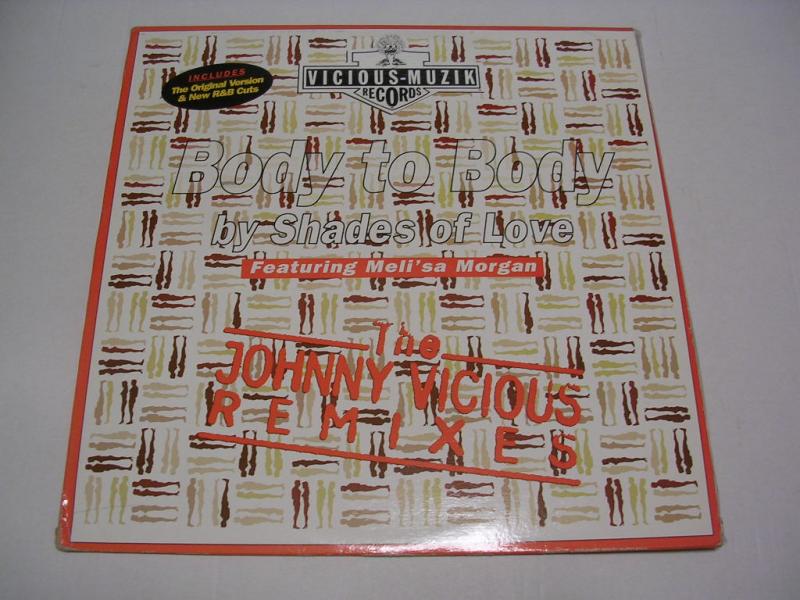 VICIOUS-MUZIK
RECORDS
INCLUDES
The Original Version
& New R&B Cuts
Body to Body
by Shades of Love
Featuring Meli'sa Morgan
The
JOHNNY VICIOUS
REMIXES